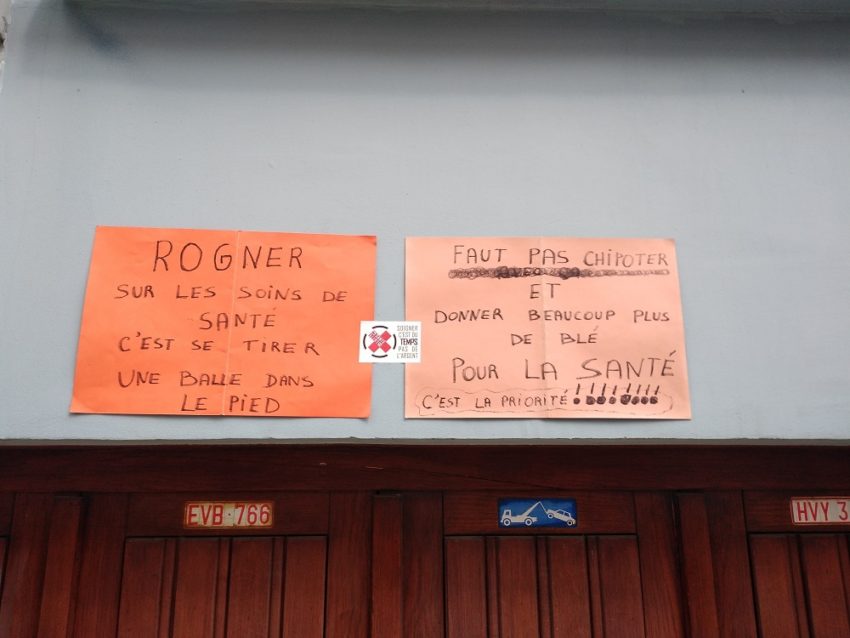 ROGNER
SUR LES SOINS DE
SANTÉ
C'EST SE TIRER
UNE BALLE DANS
LE PIED
SOIGNER
C'EST DU
TEMPS
PAS DE
L'ARGENT
FAUT PAS CHIPOTER
ET
DONNER BEAUCOUP PLUS
DE BLÉ
POUR LA SANTÉ
C'EST LA PRIORITÉ !!!!!!!!
EVB·766
HVY 3